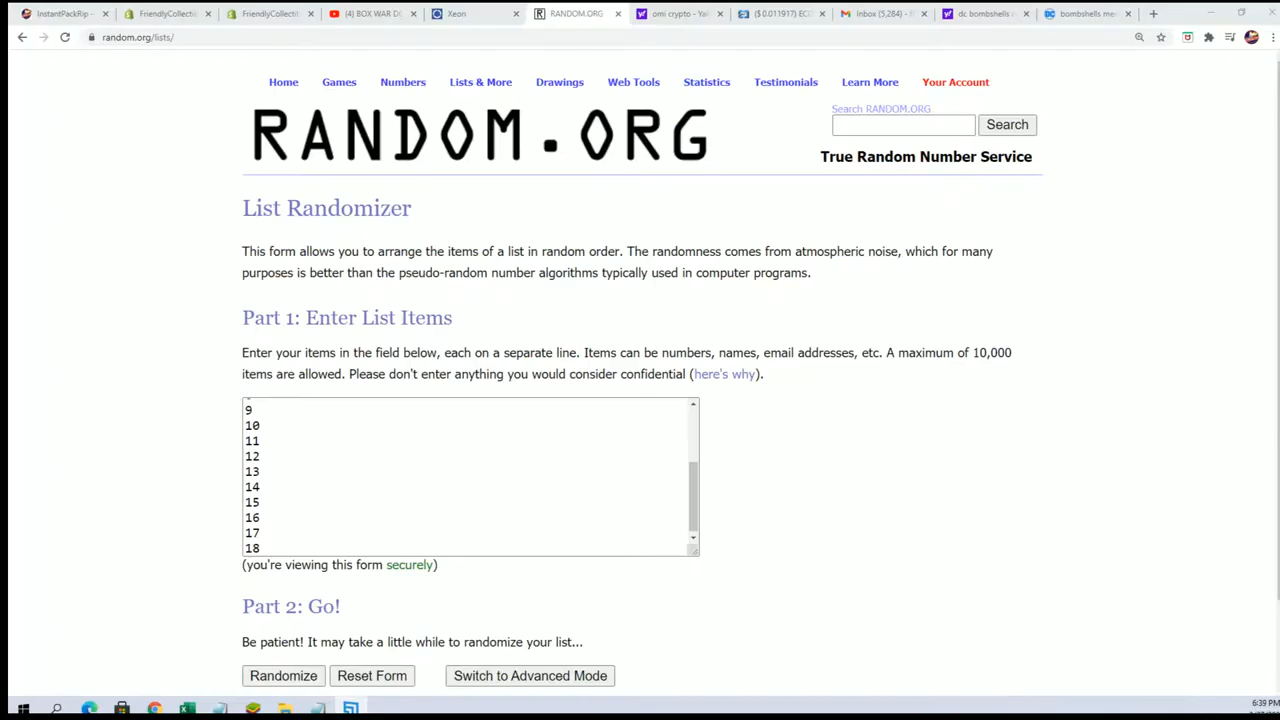 InstantPackRip
FriendlyCollecti
FriendlyCollecti
(4) BOX WAR DO
Xeon
RANDOM.ORG
omi crypto - Ya
($ 0.011917) EC
Inbox (5,284)
dc bombshells
bombshells me
random.org/lists/
Home Games Numbers Lists & More Drawings Web Tools Statistics Testimonials Learn More Your Account
Search RANDOM.ORG
RANDOM.ORG
Search
True Random Number Service
List Randomizer
This form allows you to arrange the items of a list in random order. The randomness comes from atmospheric noise, which for many
purposes is better than the pseudo-random number algorithms typically used in computer programs.
Part 1: Enter List Items
Enter your items in the field below, each on a separate line. Items can be numbers, names, email addresses, etc. A maximum of 10,000
items are allowed. Please don't enter anything you would consider confidential (here's why).
9
10
11
12
13
14
15
16
17
18
(you're viewing this form securely)
Part 2: Go!
Be patient! It may take a little while to randomize your list...
Randomize Reset Form Switch to Advanced Mode
6:39 PM